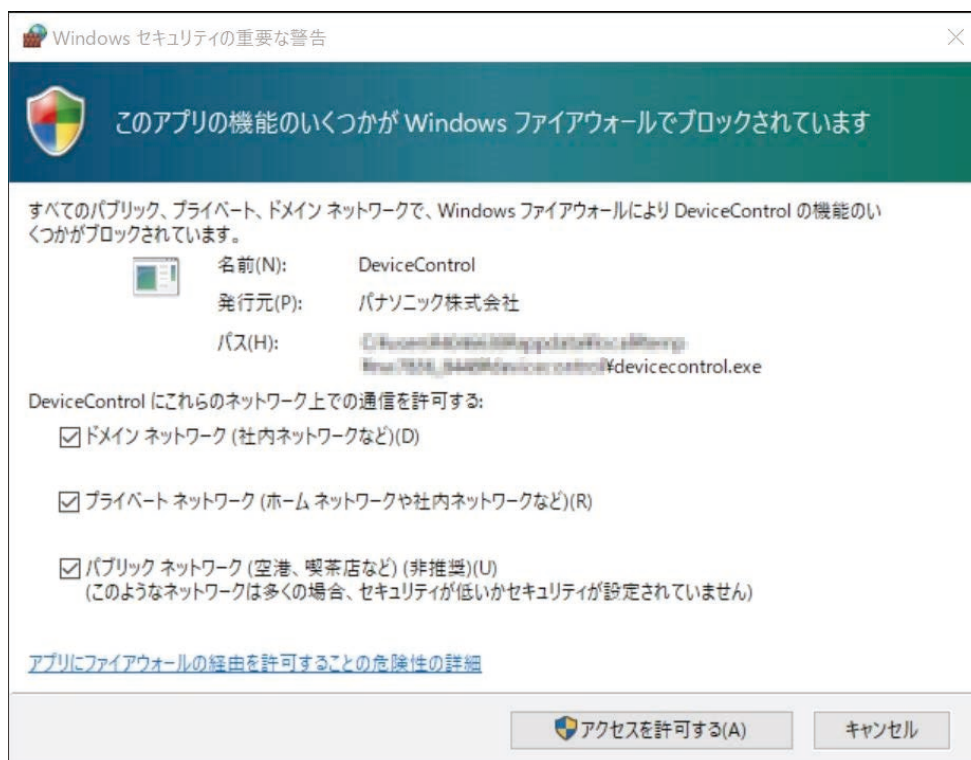 Windows セキュリティの重要な警告
このアプリの機能のいくつかが Windows ファイアウォールでブロックされています
すべてのパブリック、プライベート、ドメイン ネットワークで、Windows ファイアウォールにより DeviceControl の機能のい
くつかがブロックされています。
名前(N): DeviceControl
発行元(P): パナソニック株式会社
パス(H):
¥devicecontrol.exe
DeviceControl にこれらのネットワーク上での通信を許可する:
ドメイン ネットワーク (社内ネットワークなど)(D)
プライベート ネットワーク (ホーム ネットワークや社内ネットワークなど)(R)
パブリック ネットワーク (空港、喫茶店など) (非推奨)(U)
(このようなネットワークは多くの場合、セキュリティが低いかセキュリティが設定されていません)
アプリにファイアウォールの経由を許可することの危険性の詳細
アクセスを許可する(A) キャンセル